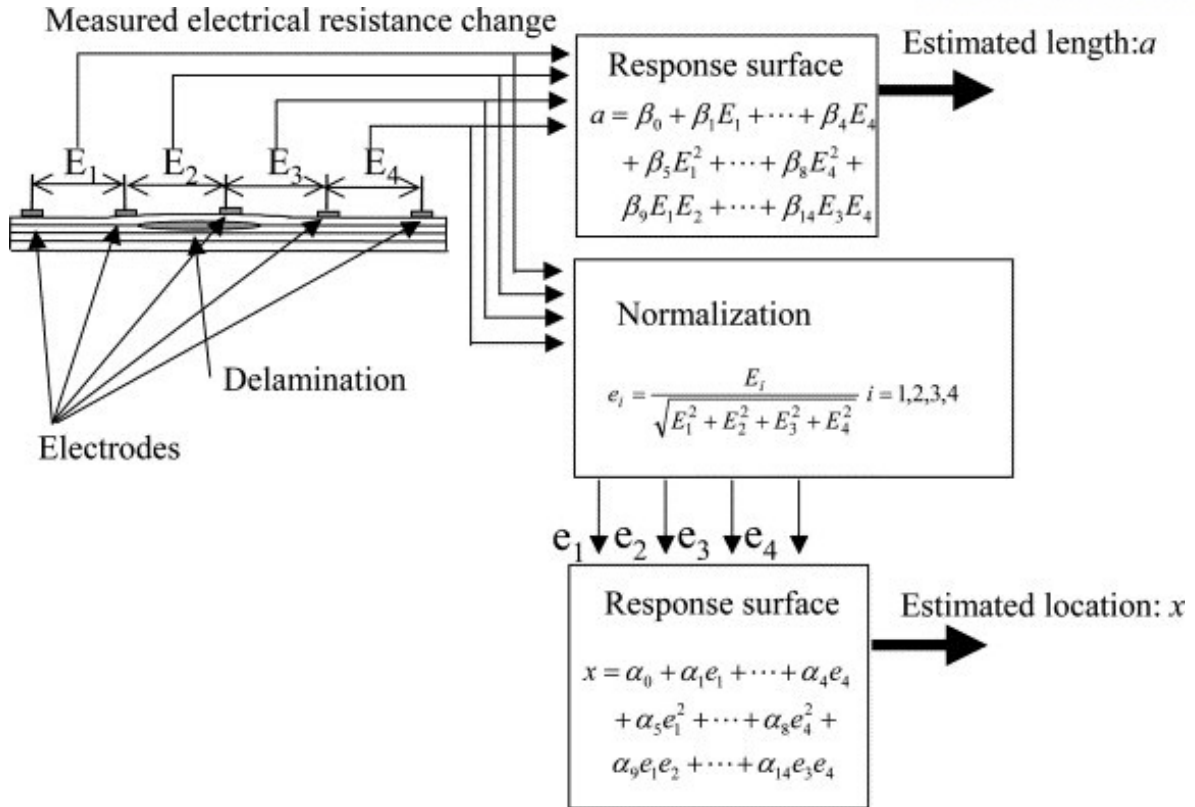 Measured electrical resistance change
E₁ E₂ E₃ E₄
Delamination
Electrodes
Response surface
a = β₀ + β₁E₁ + ⋯ + β₄E₄
+ β₅E₁² + ⋯ + β₈E₄² +
β₉E₁E₂ + ⋯ + β₁₄E₃E₄
Estimated length:a
Normalization
eᵢ = Eᵢ / √(E₁² + E₂² + E₃² + E₄²) i = 1,2,3,4
e₁ e₂ e₃ e₄
Response surface
x = α₀ + α₁e₁ + ⋯ + α₄e₄
+ α₅e₁² + ⋯ + α₈e₄² +
α₉e₁e₂ + ⋯ + α₁₄e₃e₄
Estimated location: x